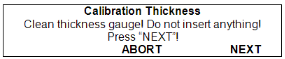 Calibration Thickness
Clean thickness gauge! Do not insert anything!
Press "NEXT"!
ABORT NEXT